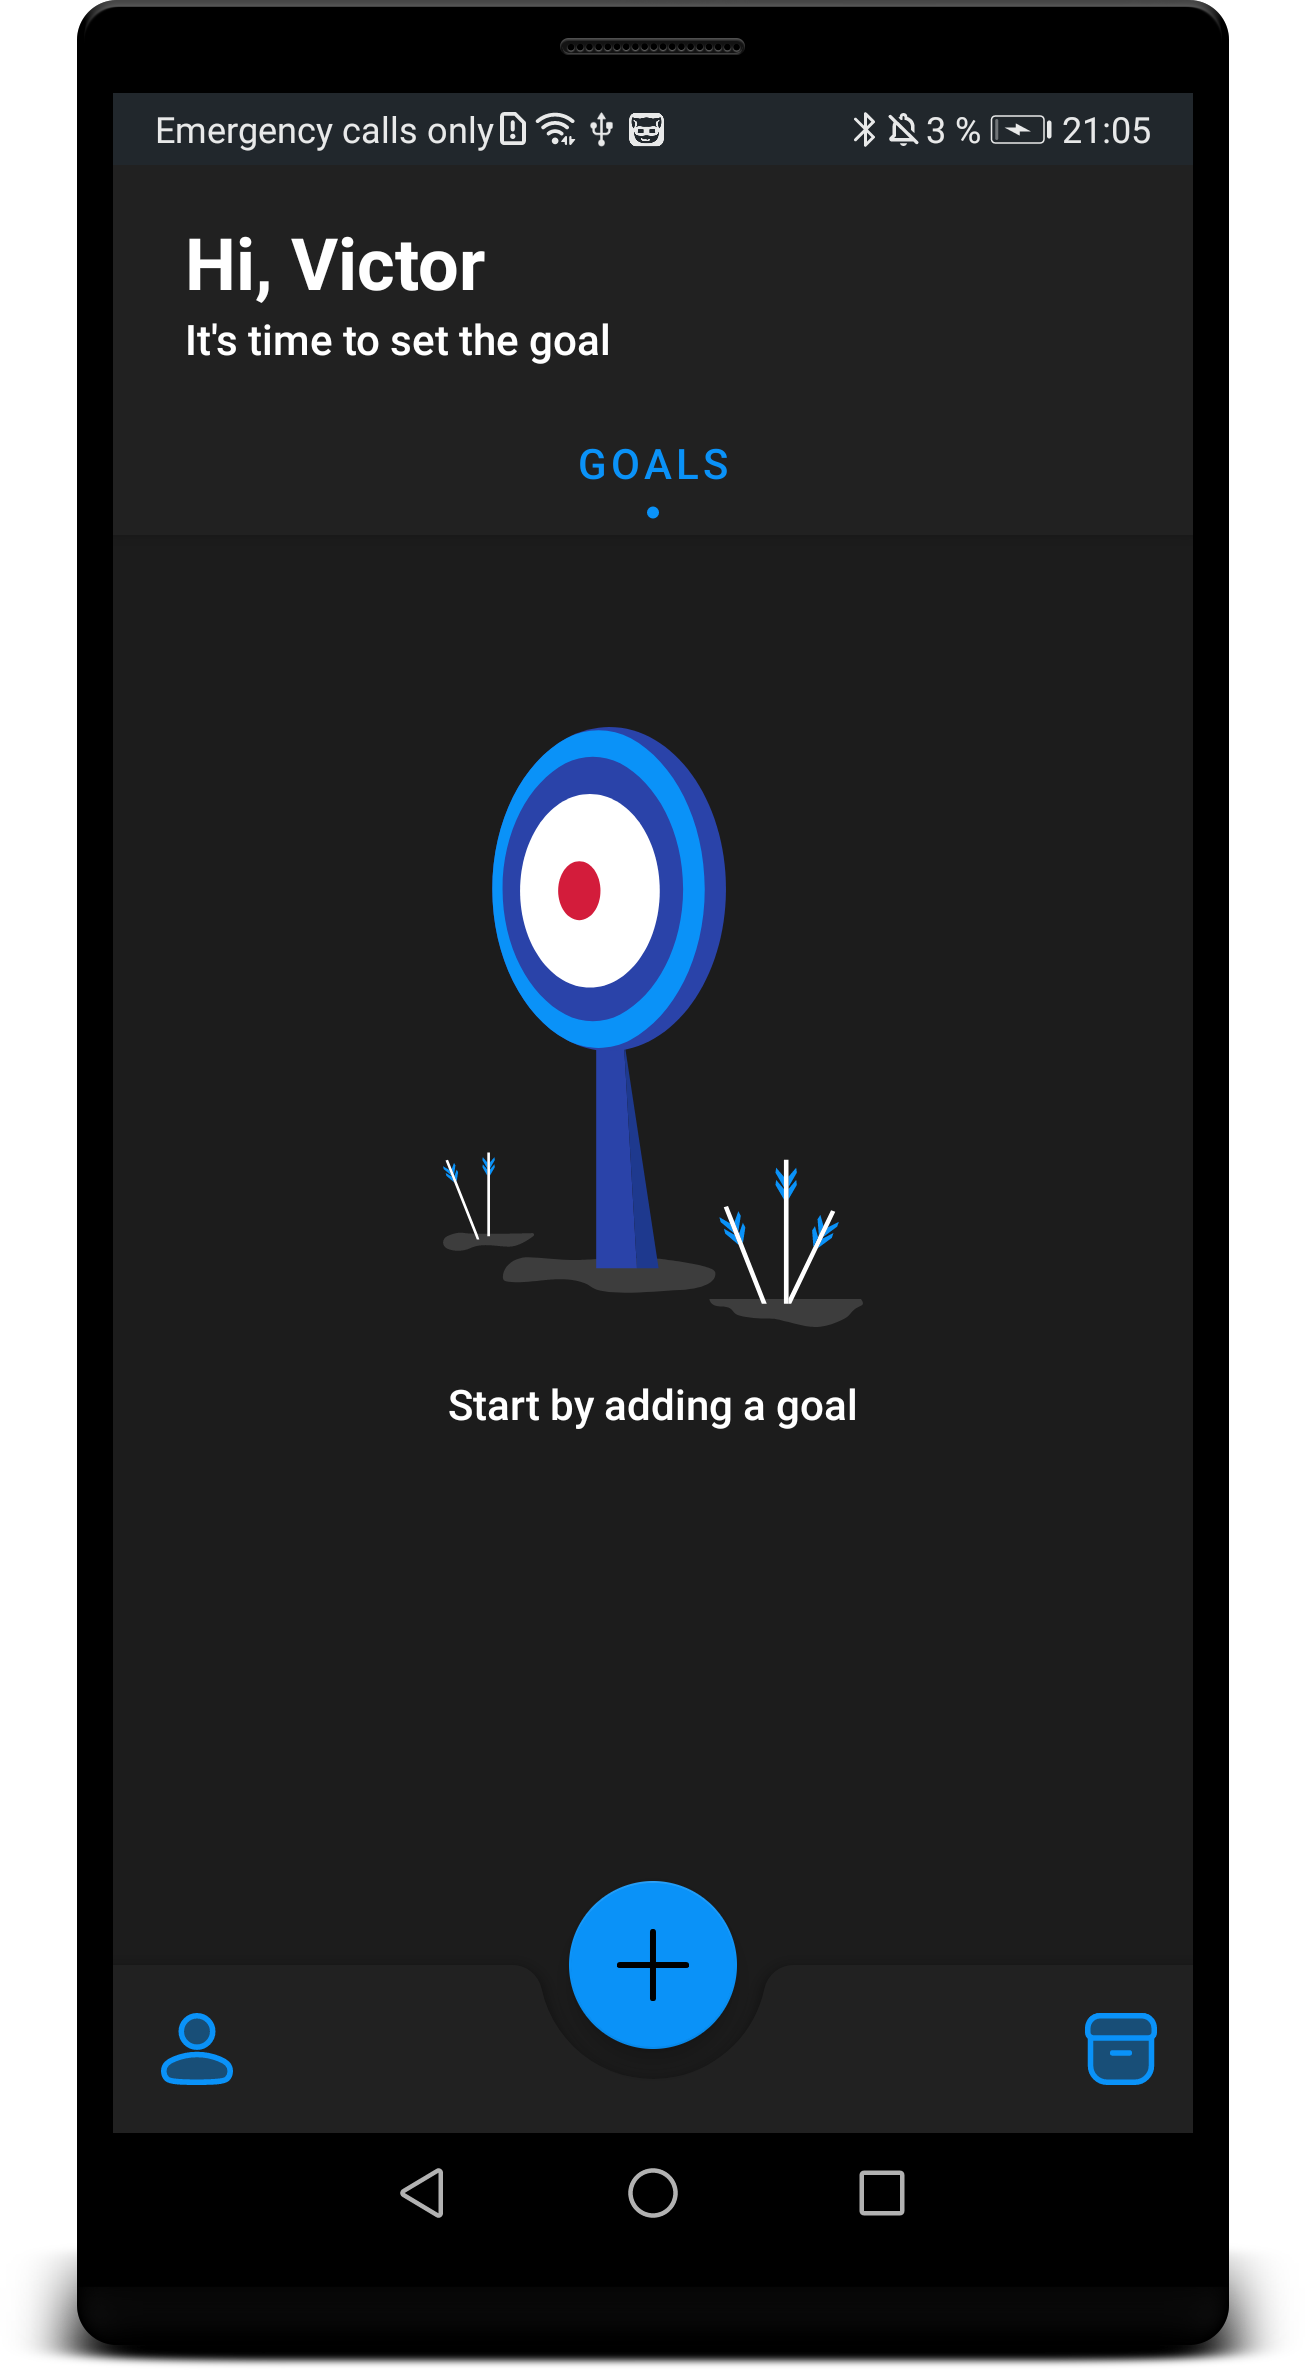 Emergency calls only 3 % 21:05
Hi, Victor
It's time to set the goal
GOALS
Start by adding a goal